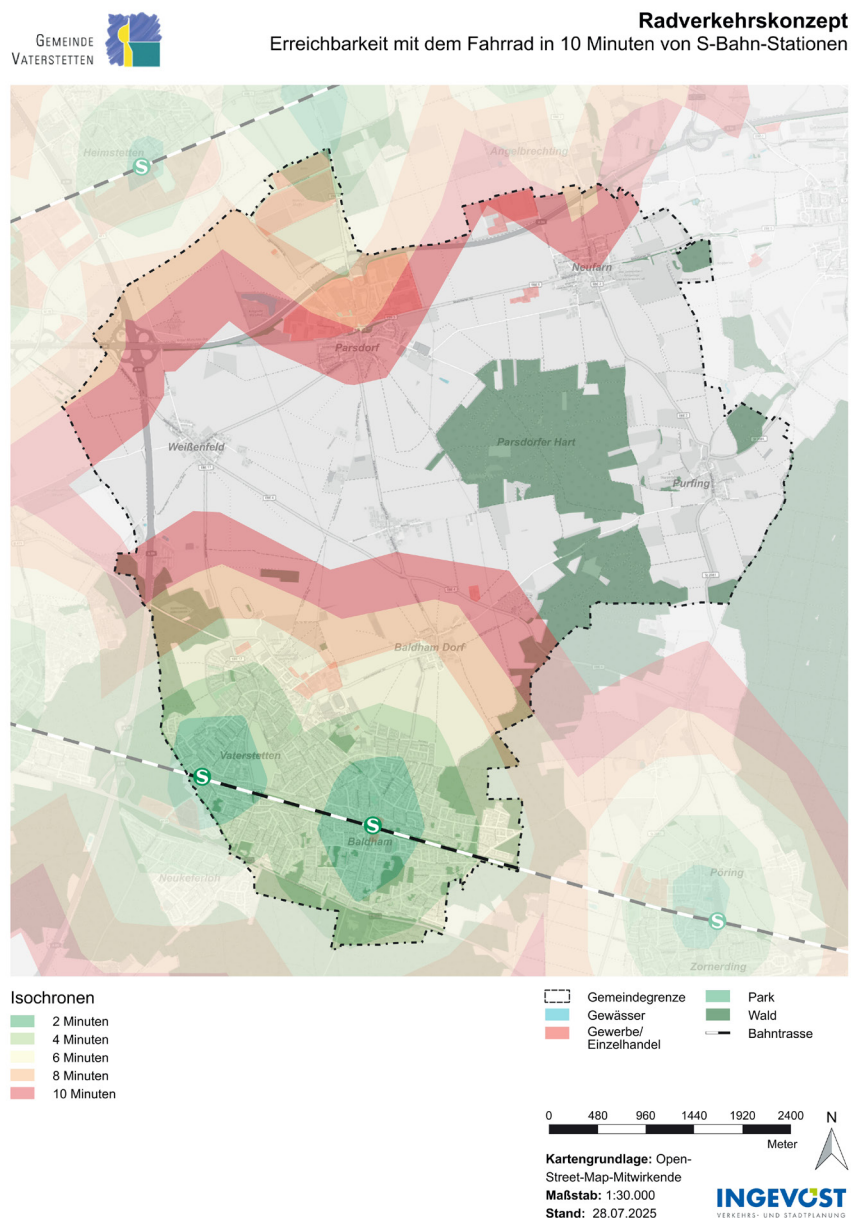 GEMEINDE
VATERSTETTEN
Radverkehrskonzept
Erreichbarkeit mit dem Fahrrad in 10 Minuten von S-Bahn-Stationen
Heimstetten
S
Angelbrechting
Neufarn
Parsdorf
Weißenfeld
Parsdorfer Hart
Purfing
Baldham Dorf
Vaterstetten
S
S
Baldham
Neukeferloh
Pöring
S
Zornerding
Isochronen
2 Minuten
4 Minuten
6 Minuten
8 Minuten
10 Minuten
Gemeindegrenze
Gewässer
Gewerbe/
Einzelhandel
Park
Wald
Bahntrasse
0 480 960 1440 1920 2400
Meter
N
Kartengrundlage: Open-
Street-Map-Mitwirkende
Maßstab: 1:30.000
Stand: 28.07.2025
INGEVOST
VERKEHRS- UND STADTPLANUNG